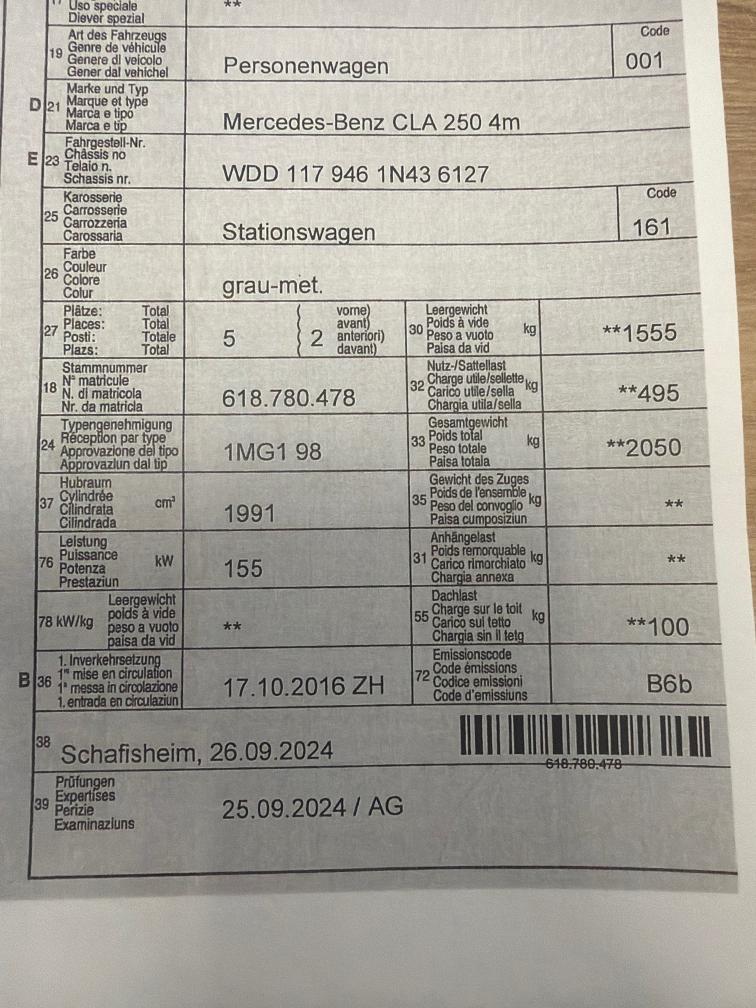 17 Uso speciale
Diever spezial
**
Art des Fahrzeugs
19 Genre de véhicule
Genere di veicolo
Gener dal vehichel
Personenwagen
Code
001
Marke und Typ
D 21 Marque et type
Marca e tipo
Marca e tip
Mercedes-Benz CLA 250 4m
Fahrgestell-Nr.
E 23 Châssis no
Telaio n.
Schassis nr.
WDD 117 946 1N43 6127
Karosserie
25 Carrosserie
Carrozzeria
Carossaria
Stationswagen
Code
161
Farbe
26 Couleur
Colore
Colur
grau-met.
Plätze: Total
27 Places: Total
Posti: Totale
Plazs: Total
5
2
vorne)
avant)
anteriori)
davant)
Leergewicht
30 Poids à vide kg
Peso a vuoto
Paisa da vid
**1555
Stammnummer
18 N° matricule
N. di matricola
Nr. da matricla
618.780.478
Nutz-/Sattellast
32 Charge utile/sellette kg
Carico utile/sella
Chargia utila/sella
**495
Typengenehmigung
24 Réception par type
Approvazione del tipo
Approvaziun dal tip
1MG1 98
Gesamtgewicht
33 Poids total kg
Peso totale
Paisa totala
**2050
Hubraum
37 Cylindrée cm³
Cilindrata
Cilindrada
1991
Gewicht des Zuges
35 Poids de l'ensemble kg
Peso del convoglio
Paisa cumposiziun
**
Leistung
76 Puissance kW
Potenza
Prestaziun
155
Anhängelast
31 Poids remorquable kg
Carico rimorchiato
Chargia annexa
**
Leergewicht
78 kW/kg poids à vide
peso a vuoto
paisa da vid
**
Dachlast
55 Charge sur le toit kg
Carico sul tetto
Chargia sin il tetg
**100
1. Inverkehrsetzung
B 36 1re mise en circulation
1a messa in circolazione
1. entrada en circulaziun
17.10.2016 ZH
Emissionscode
72 Code émissions
Codice emissioni
Code d'emissiuns
B6b
38 Schafisheim, 26.09.2024
618.780.478
Prüfungen
39 Expertises
Perizie
Examinaziuns
25.09.2024 / AG